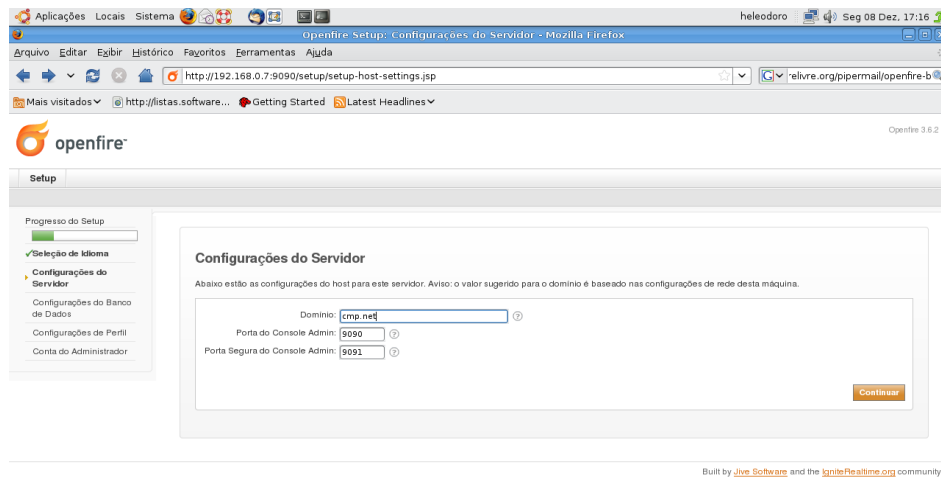 Aplicações Locais Sistema heleodoro Seg 08 Dez, 17:16
Openfire Setup: Configurações do Servidor - Mozilla Firefox
Arquivo Editar Exibir Histórico Favoritos Ferramentas Ajuda
http://192.168.0.7:9090/setup/setup-host-settings.jsp relivre.org/pipermail/openfire-b
Mais visitados http://listas.software... Getting Started Latest Headlines
openfire™ Openfire 3.6.2
Setup
Progresso do Setup
Seleção de Idioma
Configurações do
Servidor
Configurações do Banco
de Dados
Configurações de Perfil
Conta do Administrador
Configurações do Servidor
Abaixo estão as configurações do host para este servidor. Aviso: o valor sugerido para o domínio é baseado nas configurações de rede desta máquina.
Domínio: cmp.net
Porta do Console Admin: 9090
Porta Segura do Console Admin: 9091
Continuar
Built by Jive Software and the IgniteRealtime.org community